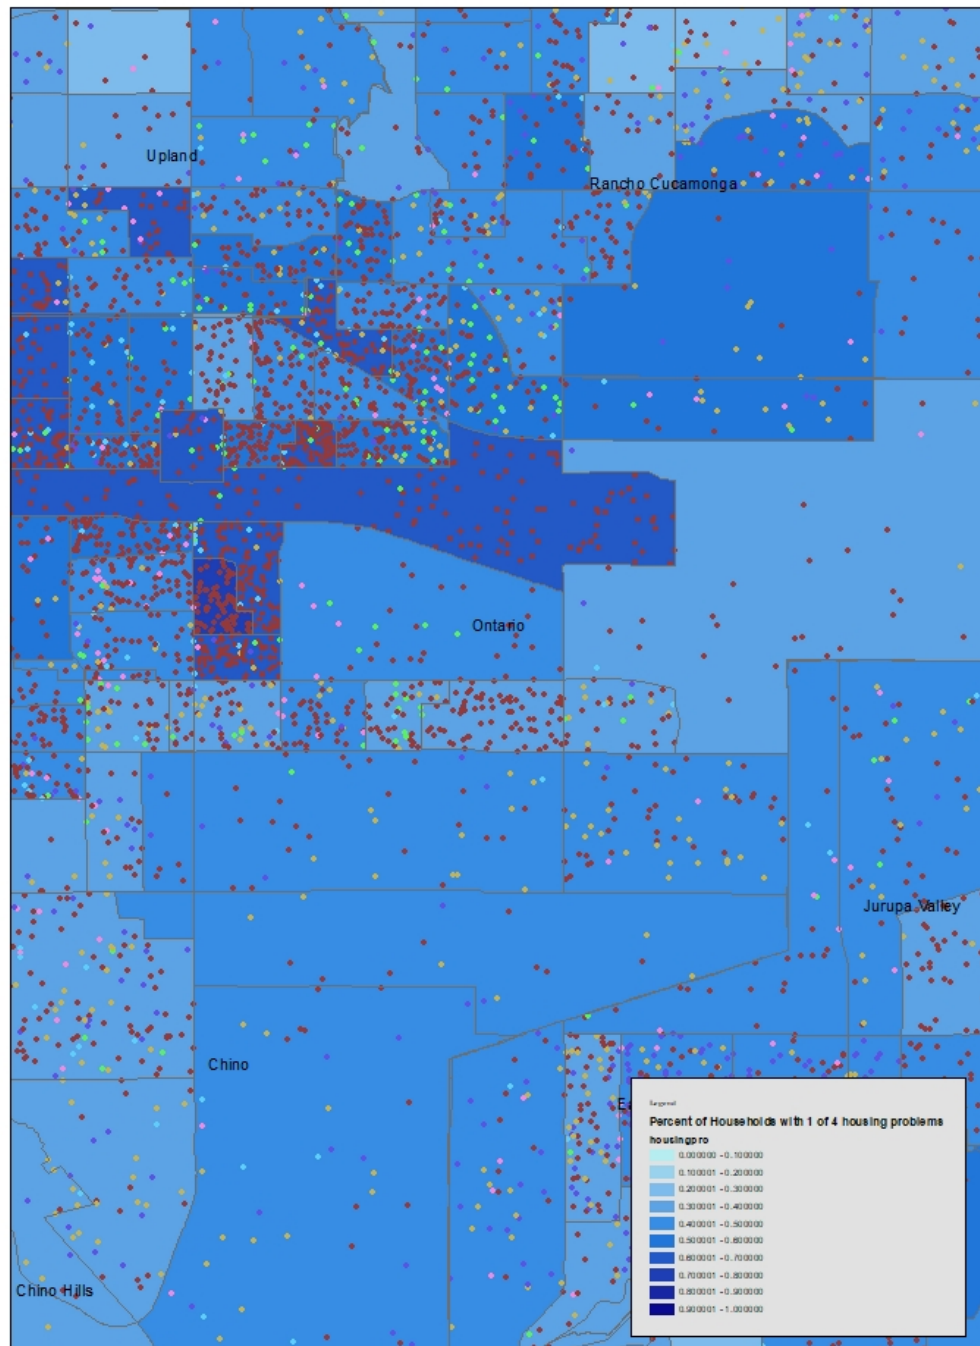 Upland
Rancho Cucamonga
Ontario
Jurupa Valley
Chino
Ea
Chino Hills
Legend
Percent of Households with 1 of 4 housing problems
housingpro
0.000000 - 0.100000
0.100001 - 0.200000
0.200001 - 0.300000
0.300001 - 0.400000
0.400001 - 0.500000
0.500001 - 0.600000
0.600001 - 0.700000
0.700001 - 0.800000
0.800001 - 0.900000
0.900001 - 1.000000